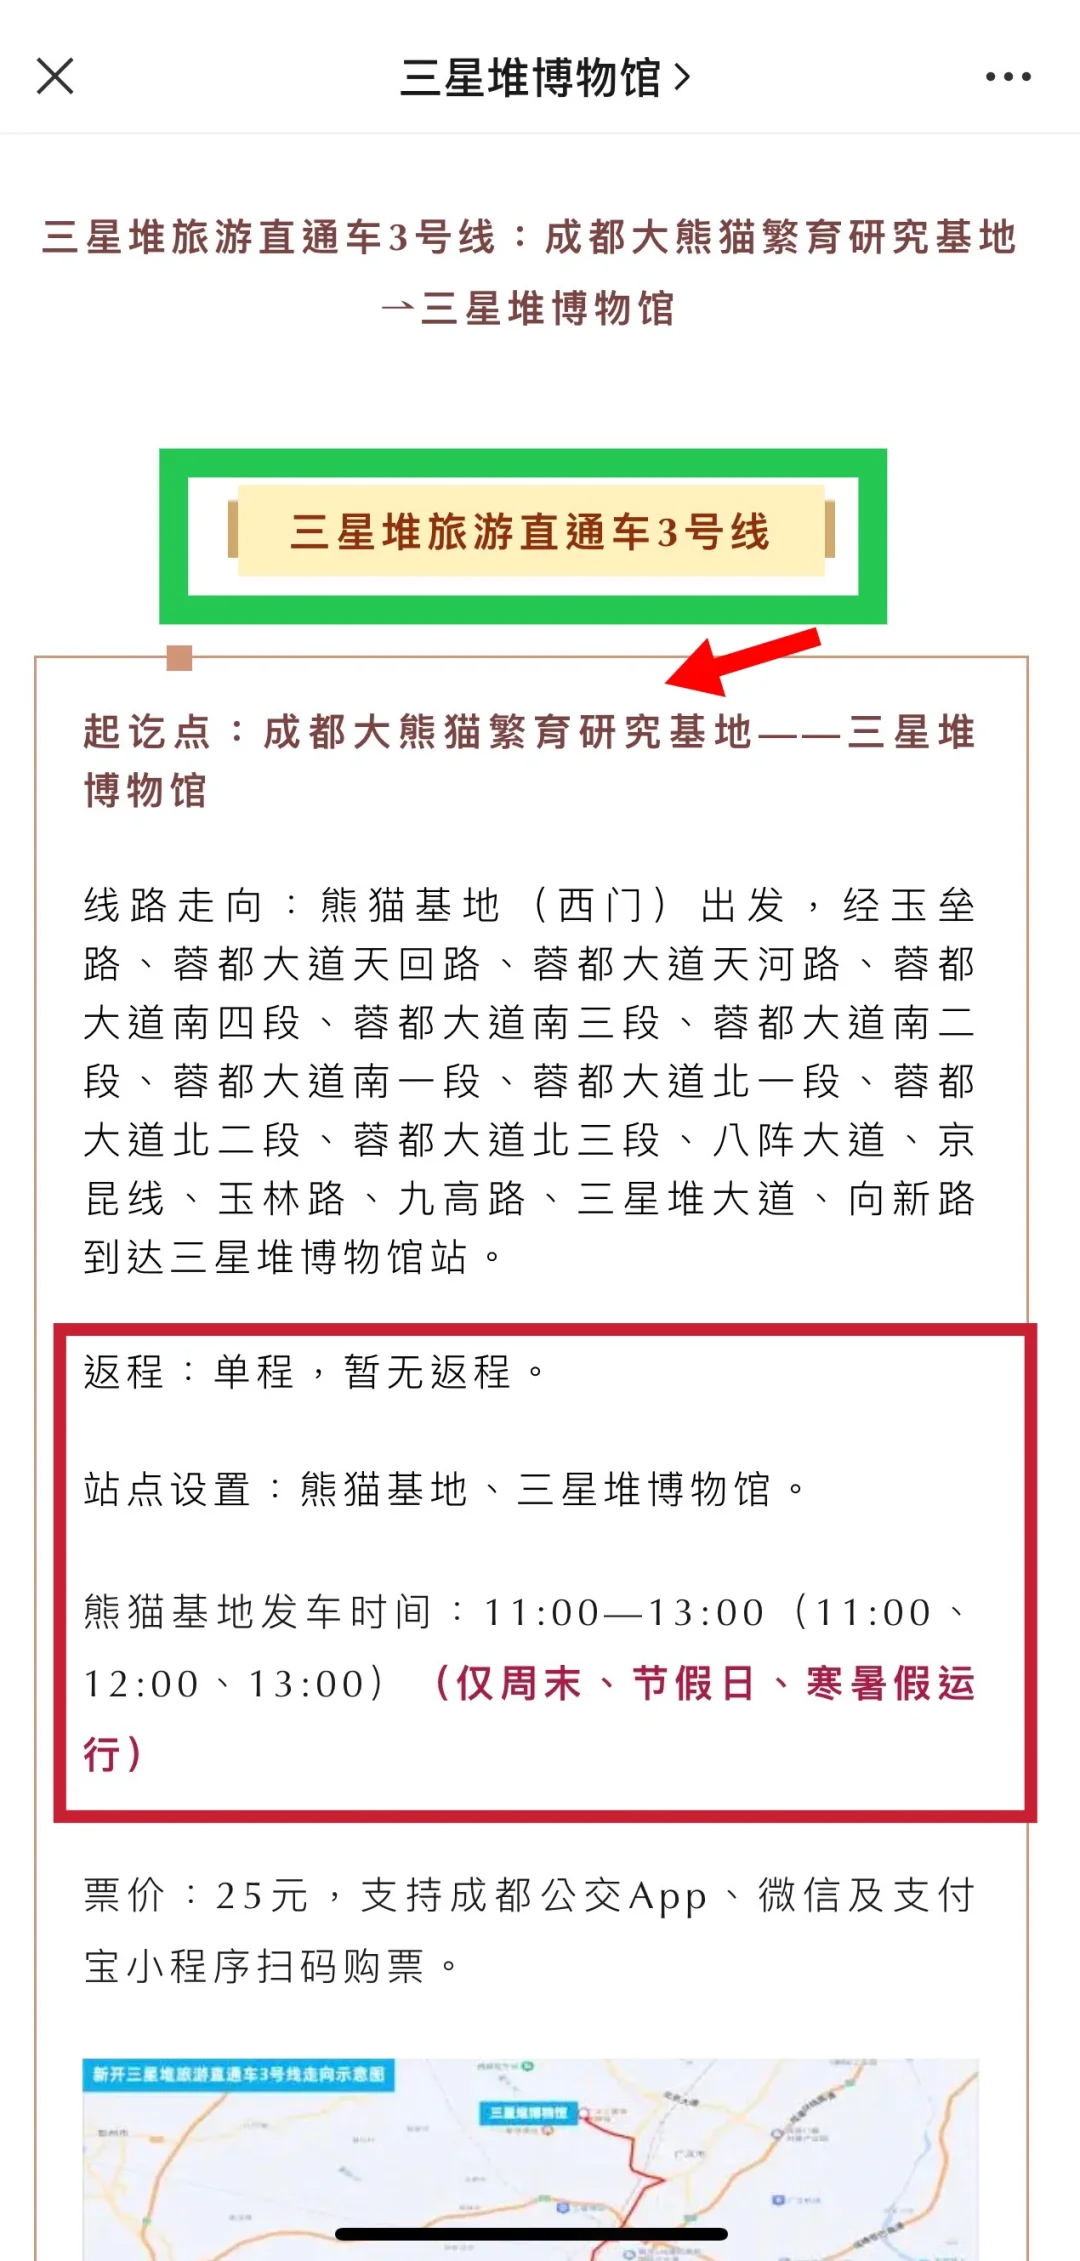 三星堆博物馆
三星堆旅游直通车3号线：成都大熊猫繁育研究基地
⇀三星堆博物馆
三星堆旅游直通车3号线
起讫点：成都大熊猫繁育研究基地——三星堆
博物馆
线路走向：熊猫基地（西门）出发，经玉垒
路、蓉都大道天回路、蓉都大道天河路、蓉都
大道南四段、蓉都大道南三段、蓉都大道南二
段、蓉都大道南一段、蓉都大道北一段、蓉都
大道北二段、蓉都大道北三段、八阵大道、京
昆线、玉林路、九高路、三星堆大道、向新路
到达三星堆博物馆站。
返程：单程，暂无返程。
站点设置：熊猫基地、三星堆博物馆。
熊猫基地发车时间：11:00—13:00（11:00、
12:00、13:00）（仅周末、节假日、寒暑假运
行）
票价：25元，支持成都公交App、微信及支付
宝小程序扫码购票。
新开三星堆旅游直通车3号线走向示意图
三星堆博物馆